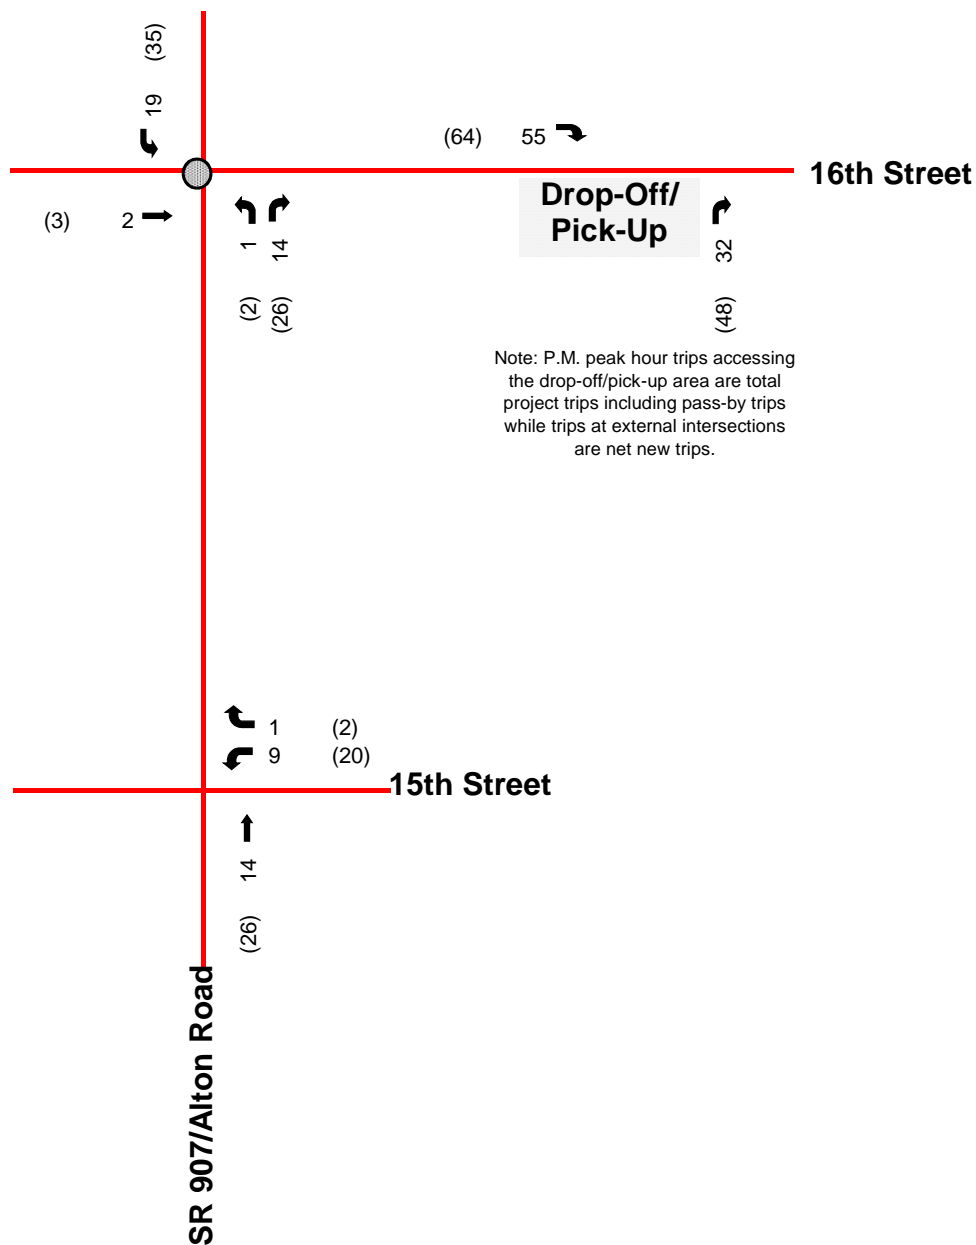 19 (35)
(64) 55
16th Street
(3) 2
1 (2)
14 (26)
Drop-Off/
Pick-Up
32 (48)
Note: P.M. peak hour trips accessing
the drop-off/pick-up area are total
project trips including pass-by trips
while trips at external intersections
are net new trips.
1 (2)
9 (20)
15th Street
14 (26)
SR 907/Alton Road